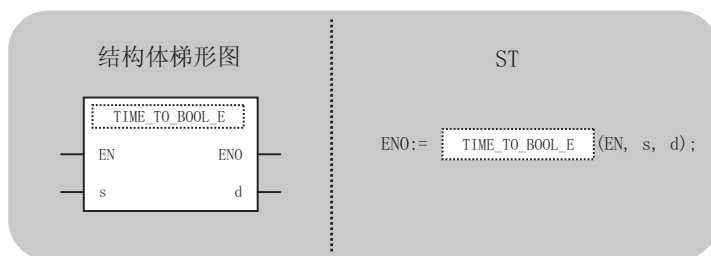 结构体梯形图
TIME_TO_BOOL_E
EN ENO
s d
ST
ENO:= TIME_TO_BOOL_E (EN, s, d);